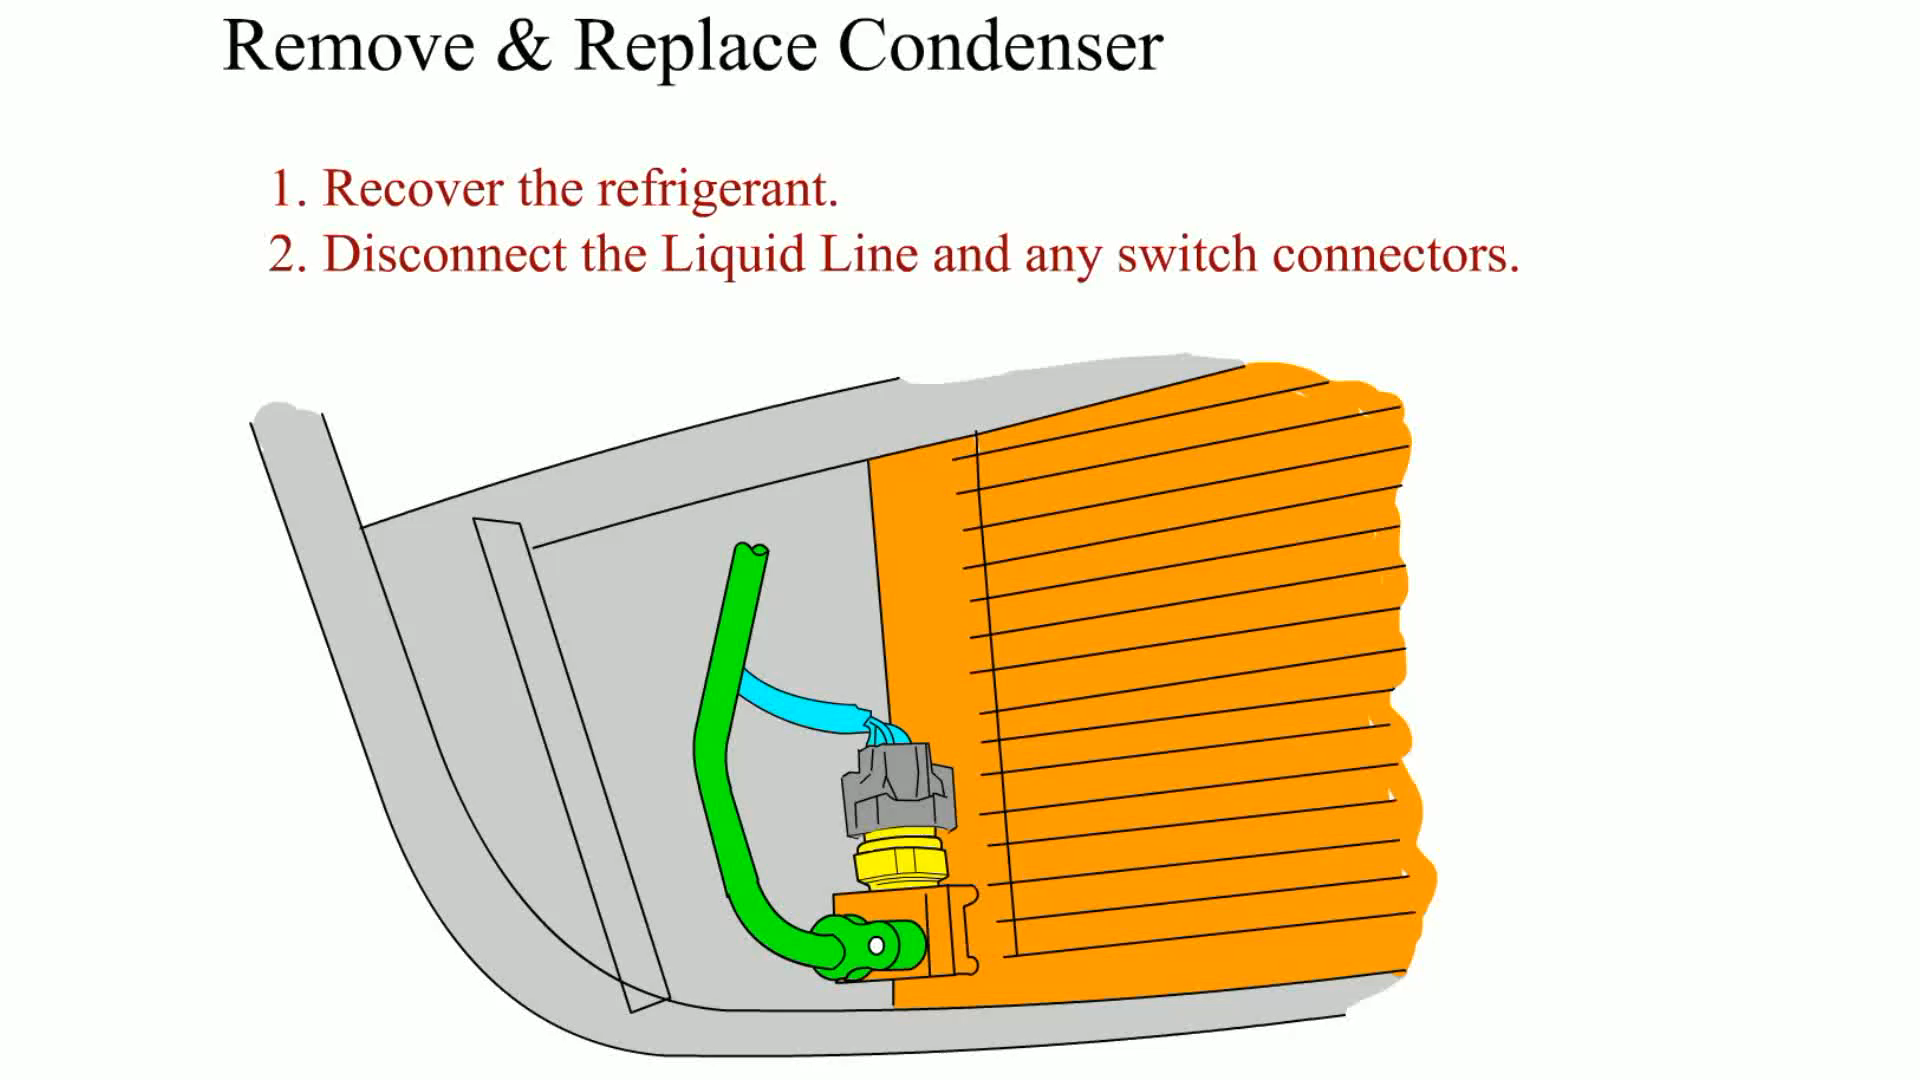 Remove & Replace Condenser
1. Recover the refrigerant.
2. Disconnect the Liquid Line and any switch connectors.